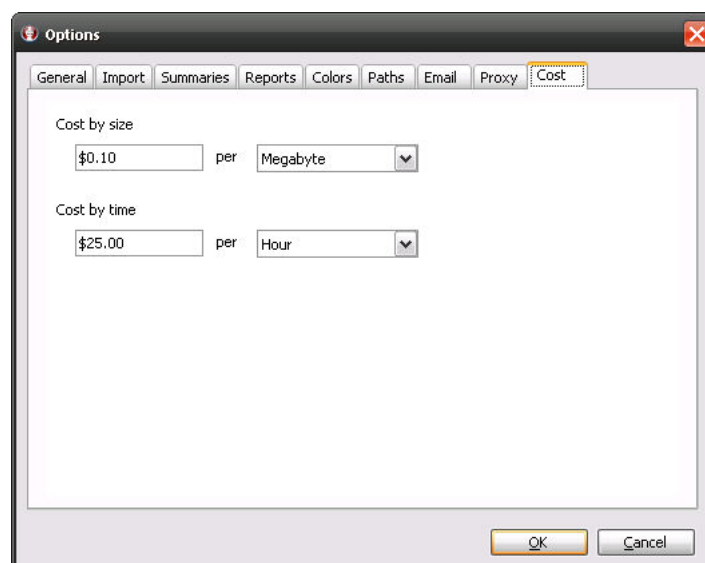 Options
General Import Summaries Reports Colors Paths Email Proxy Cost
Cost by size
$0.10 per Megabyte
Cost by time
$25.00 per Hour
OK Cancel